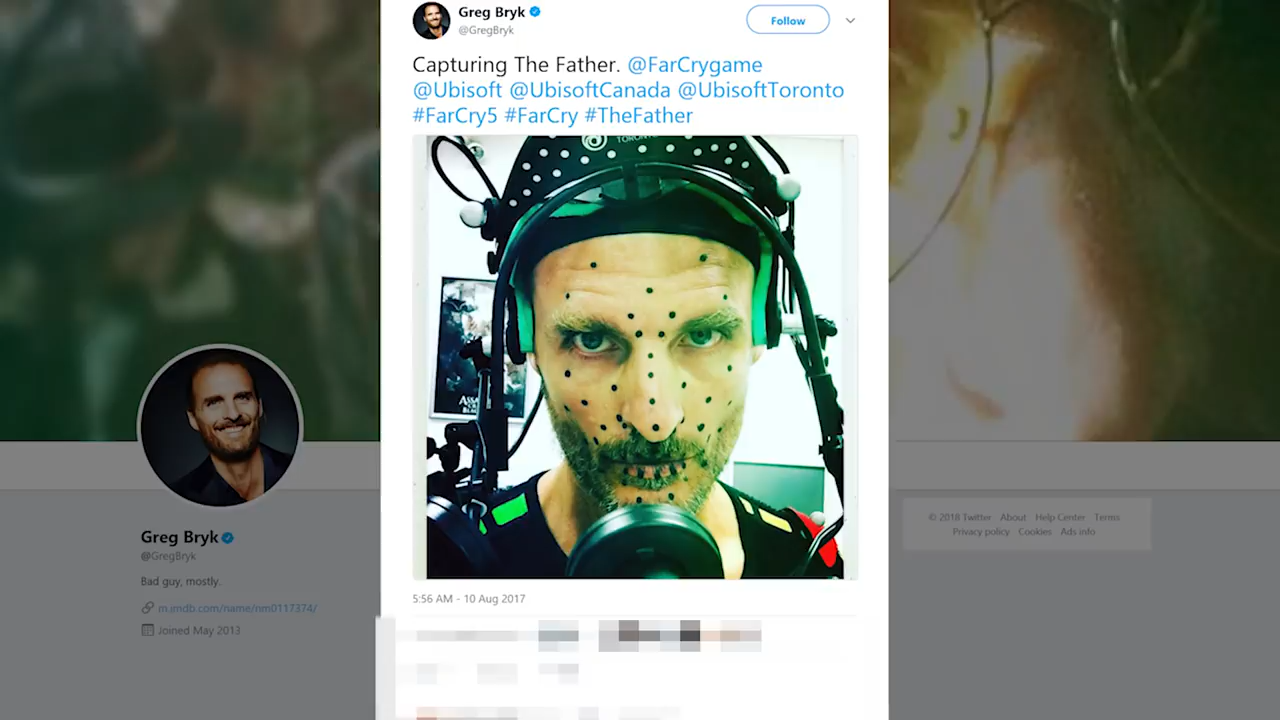 Greg Bryk
@GregBryk
Follow
Capturing The Father. @FarCrygame
@Ubisoft @UbisoftCanada @UbisoftToronto
#FarCry5 #FarCry #TheFather
TORONTO
5:56 AM - 10 Aug 2017
Greg Bryk
@GregBryk
Bad guy, mostly.
m.imdb.com/name/nm0117374/
Joined May 2013
© 2018 Twitter About Help Center Terms
Privacy policy Cookies Ads info